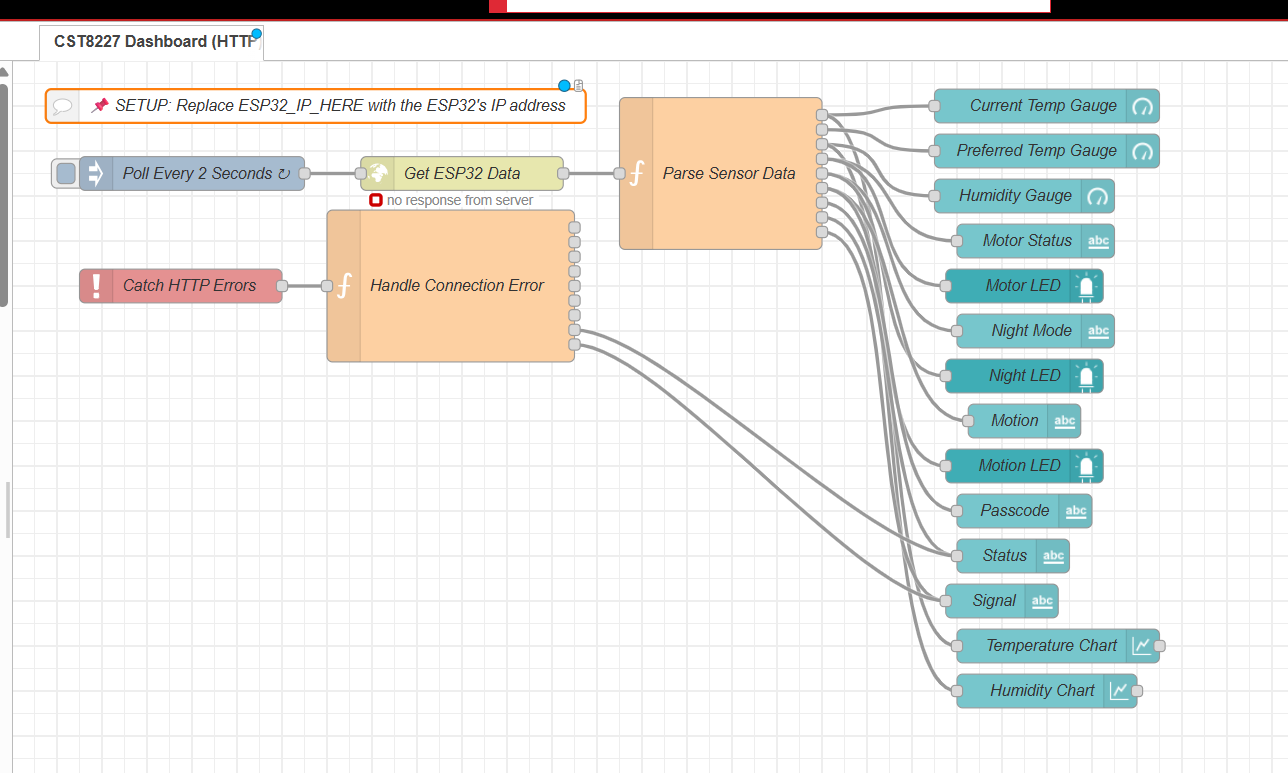 CST8227 Dashboard (HTTP
SETUP: Replace ESP32_IP_HERE with the ESP32's IP address
Poll Every 2 Seconds ↻
Get ESP32 Data
no response from server
Parse Sensor Data
Catch HTTP Errors
Handle Connection Error
Current Temp Gauge
Preferred Temp Gauge
Humidity Gauge
Motor Status abc
Motor LED
Night Mode abc
Night LED
Motion abc
Motion LED
Passcode abc
Status abc
Signal abc
Temperature Chart
Humidity Chart